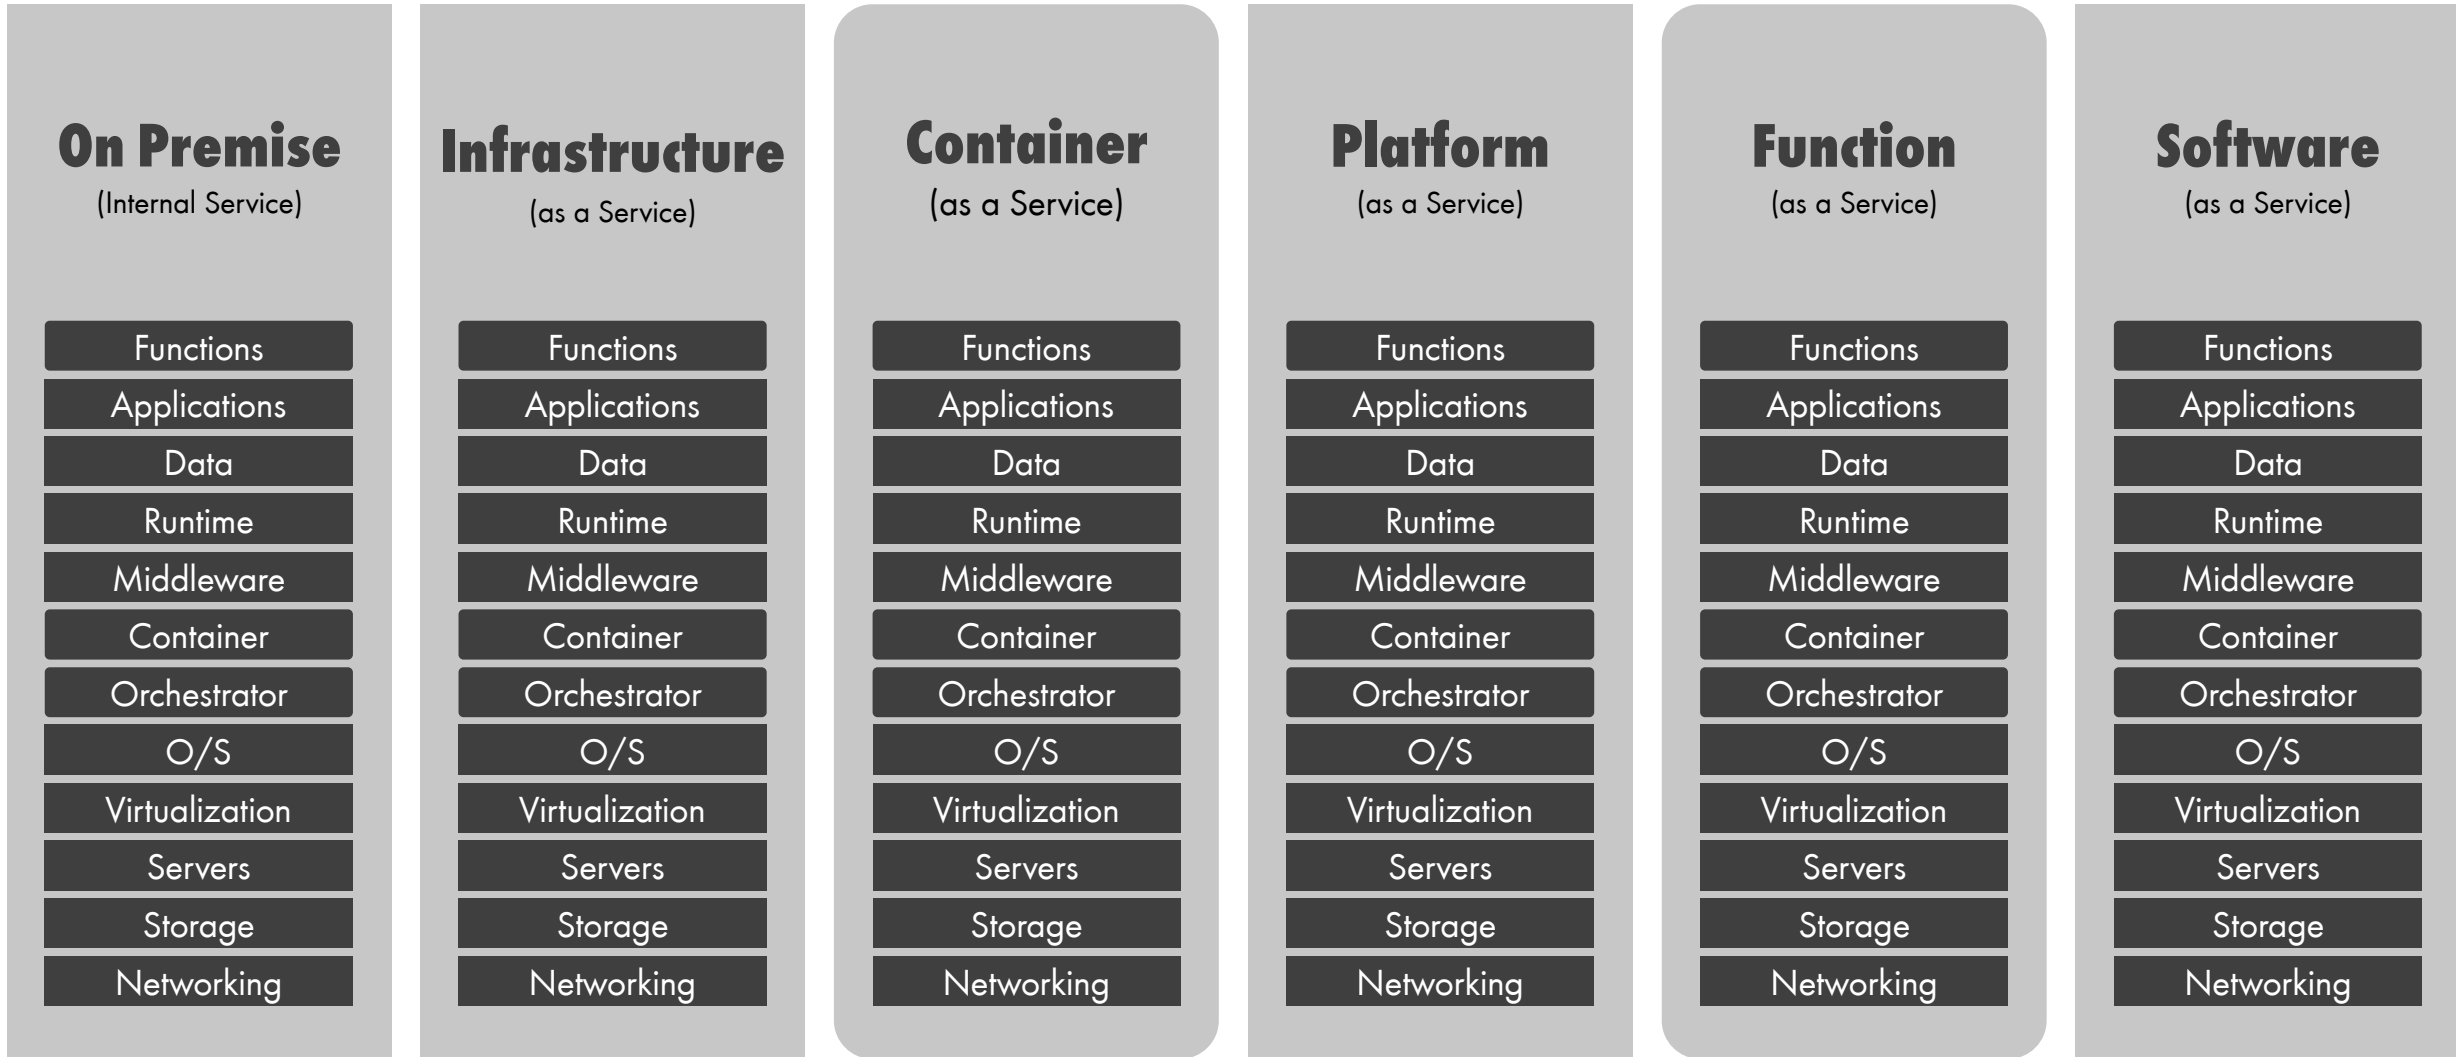 On Premise
(Internal Service)
Functions
Applications
Data
Runtime
Middleware
Container
Orchestrator
O/S
Virtualization
Servers
Storage
Networking
Infrastructure
(as a Service)
Functions
Applications
Data
Runtime
Middleware
Container
Orchestrator
O/S
Virtualization
Servers
Storage
Networking
Container
(as a Service)
Functions
Applications
Data
Runtime
Middleware
Container
Orchestrator
O/S
Virtualization
Servers
Storage
Networking
Platform
(as a Service)
Functions
Applications
Data
Runtime
Middleware
Container
Orchestrator
O/S
Virtualization
Servers
Storage
Networking
Function
(as a Service)
Functions
Applications
Data
Runtime
Middleware
Container
Orchestrator
O/S
Virtualization
Servers
Storage
Networking
Software
(as a Service)
Functions
Applications
Data
Runtime
Middleware
Container
Orchestrator
O/S
Virtualization
Servers
Storage
Networking